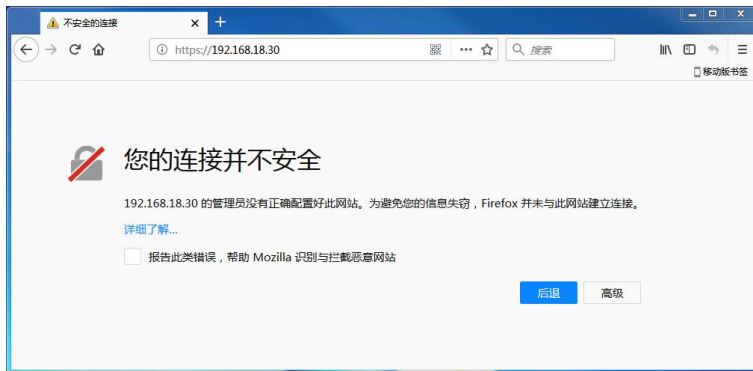 不安全的连接
https://192.168.18.30
搜索
移动版书签
您的连接并不安全
192.168.18.30 的管理员没有正确配置好此网站。为避免您的信息失窃，Firefox 并未与此网站建立连接。
详细了解...
报告此类错误，帮助 Mozilla 识别与拦截恶意网站
后退 高级